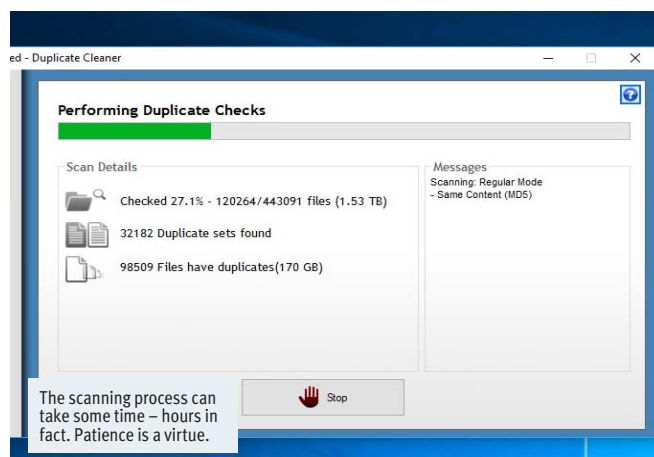 ed - Duplicate Cleaner
Performing Duplicate Checks
Scan Details
Checked 27.1% - 120264/443091 files (1.53 TB)
32182 Duplicate sets found
98509 Files have duplicates(170 GB)
Messages
Scanning: Regular Mode
- Same Content (MD5)
Stop
The scanning process can
take some time – hours in
fact. Patience is a virtue.